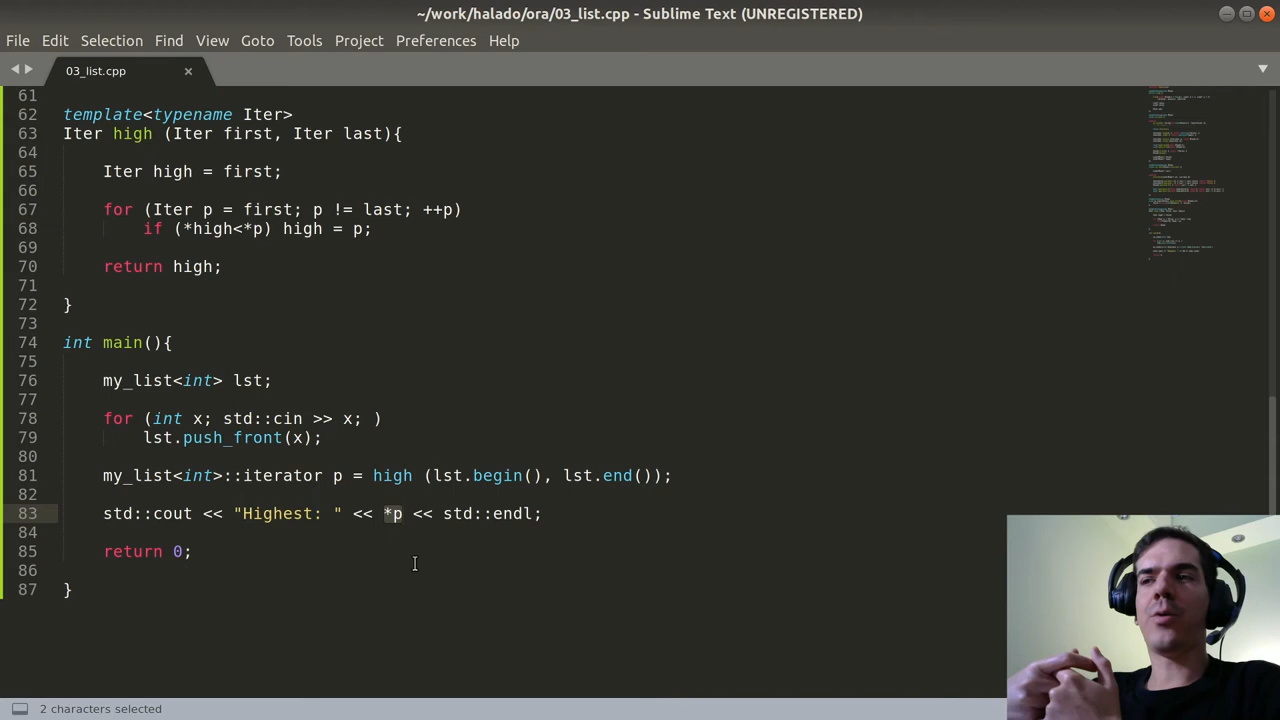 ~/work/halado/ora/03_list.cpp - Sublime Text (UNREGISTERED)
File Edit Selection Find View Goto Tools Project Preferences Help
03_list.cpp
61
62 template<typename Iter>
63 Iter high (Iter first, Iter last){
64
65 Iter high = first;
66
67 for (Iter p = first; p != last; ++p)
68 if (*high<*p) high = p;
69
70 return high;
71
72 }
73
74 int main(){
75
76 my_list<int> lst;
77
78 for (int x; std::cin >> x; )
79 lst.push_front(x);
80
81 my_list<int>::iterator p = high (lst.begin(), lst.end());
82
83 std::cout << "Highest: " << *p << std::endl;
84
85 return 0;
86
87 }
2 characters selected